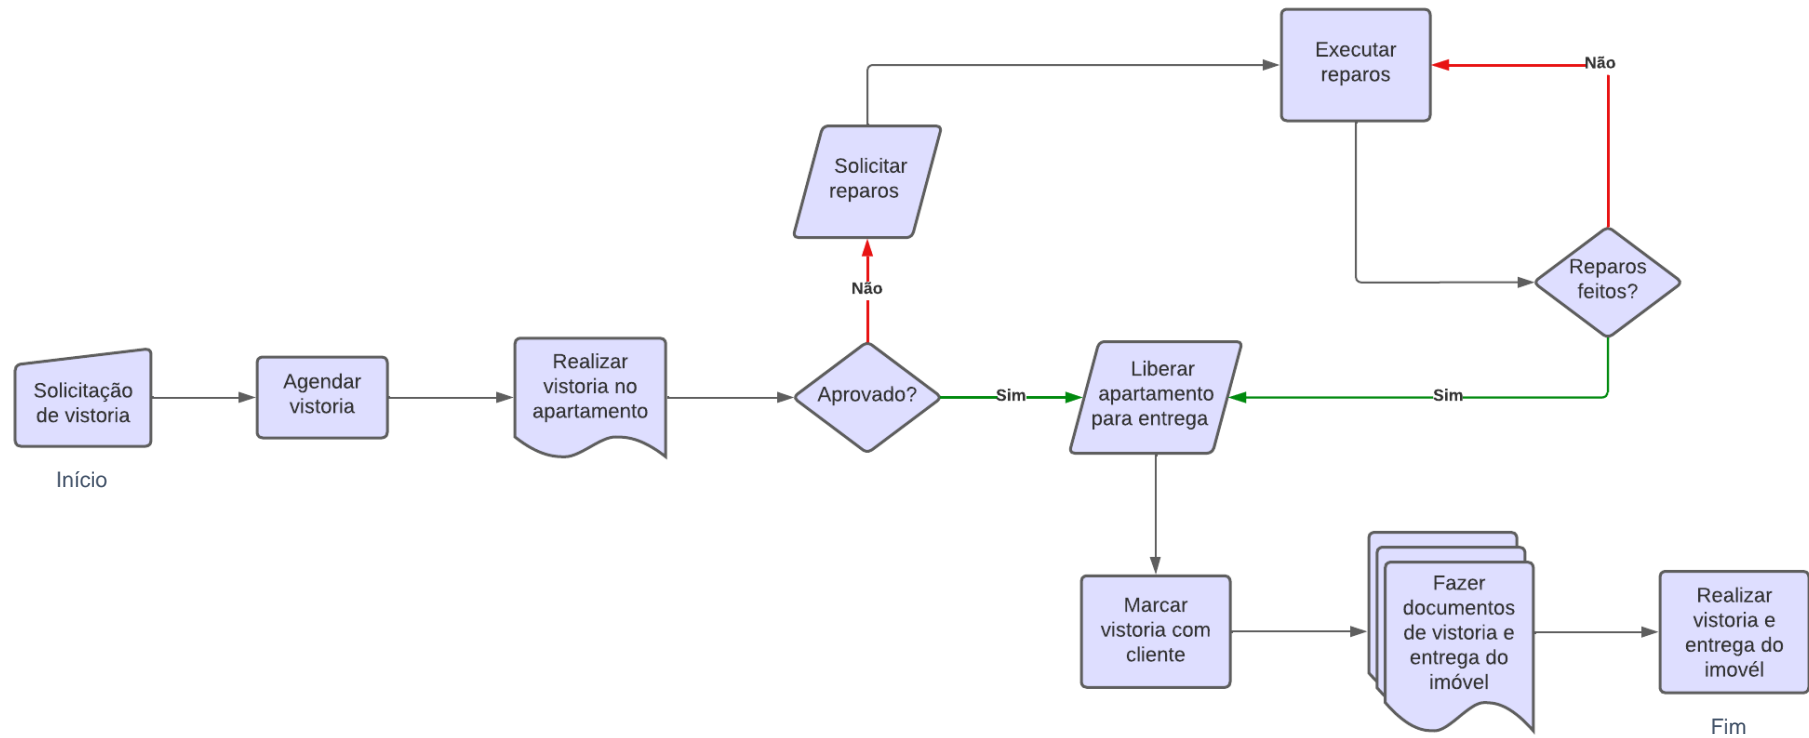 Solicitação
de vistoria
Início
Agendar
vistoria
Realizar
vistoria no
apartamento
Aprovado?
Não
Solicitar
reparos
Executar
reparos
Não
Reparos
feitos?
Sim
Sim
Liberar
apartamento
para entrega
Marcar
vistoria com
cliente
Fazer
documentos
de vistoria e
entrega do
imóvel
Realizar
vistoria e
entrega do
imovél
Fim